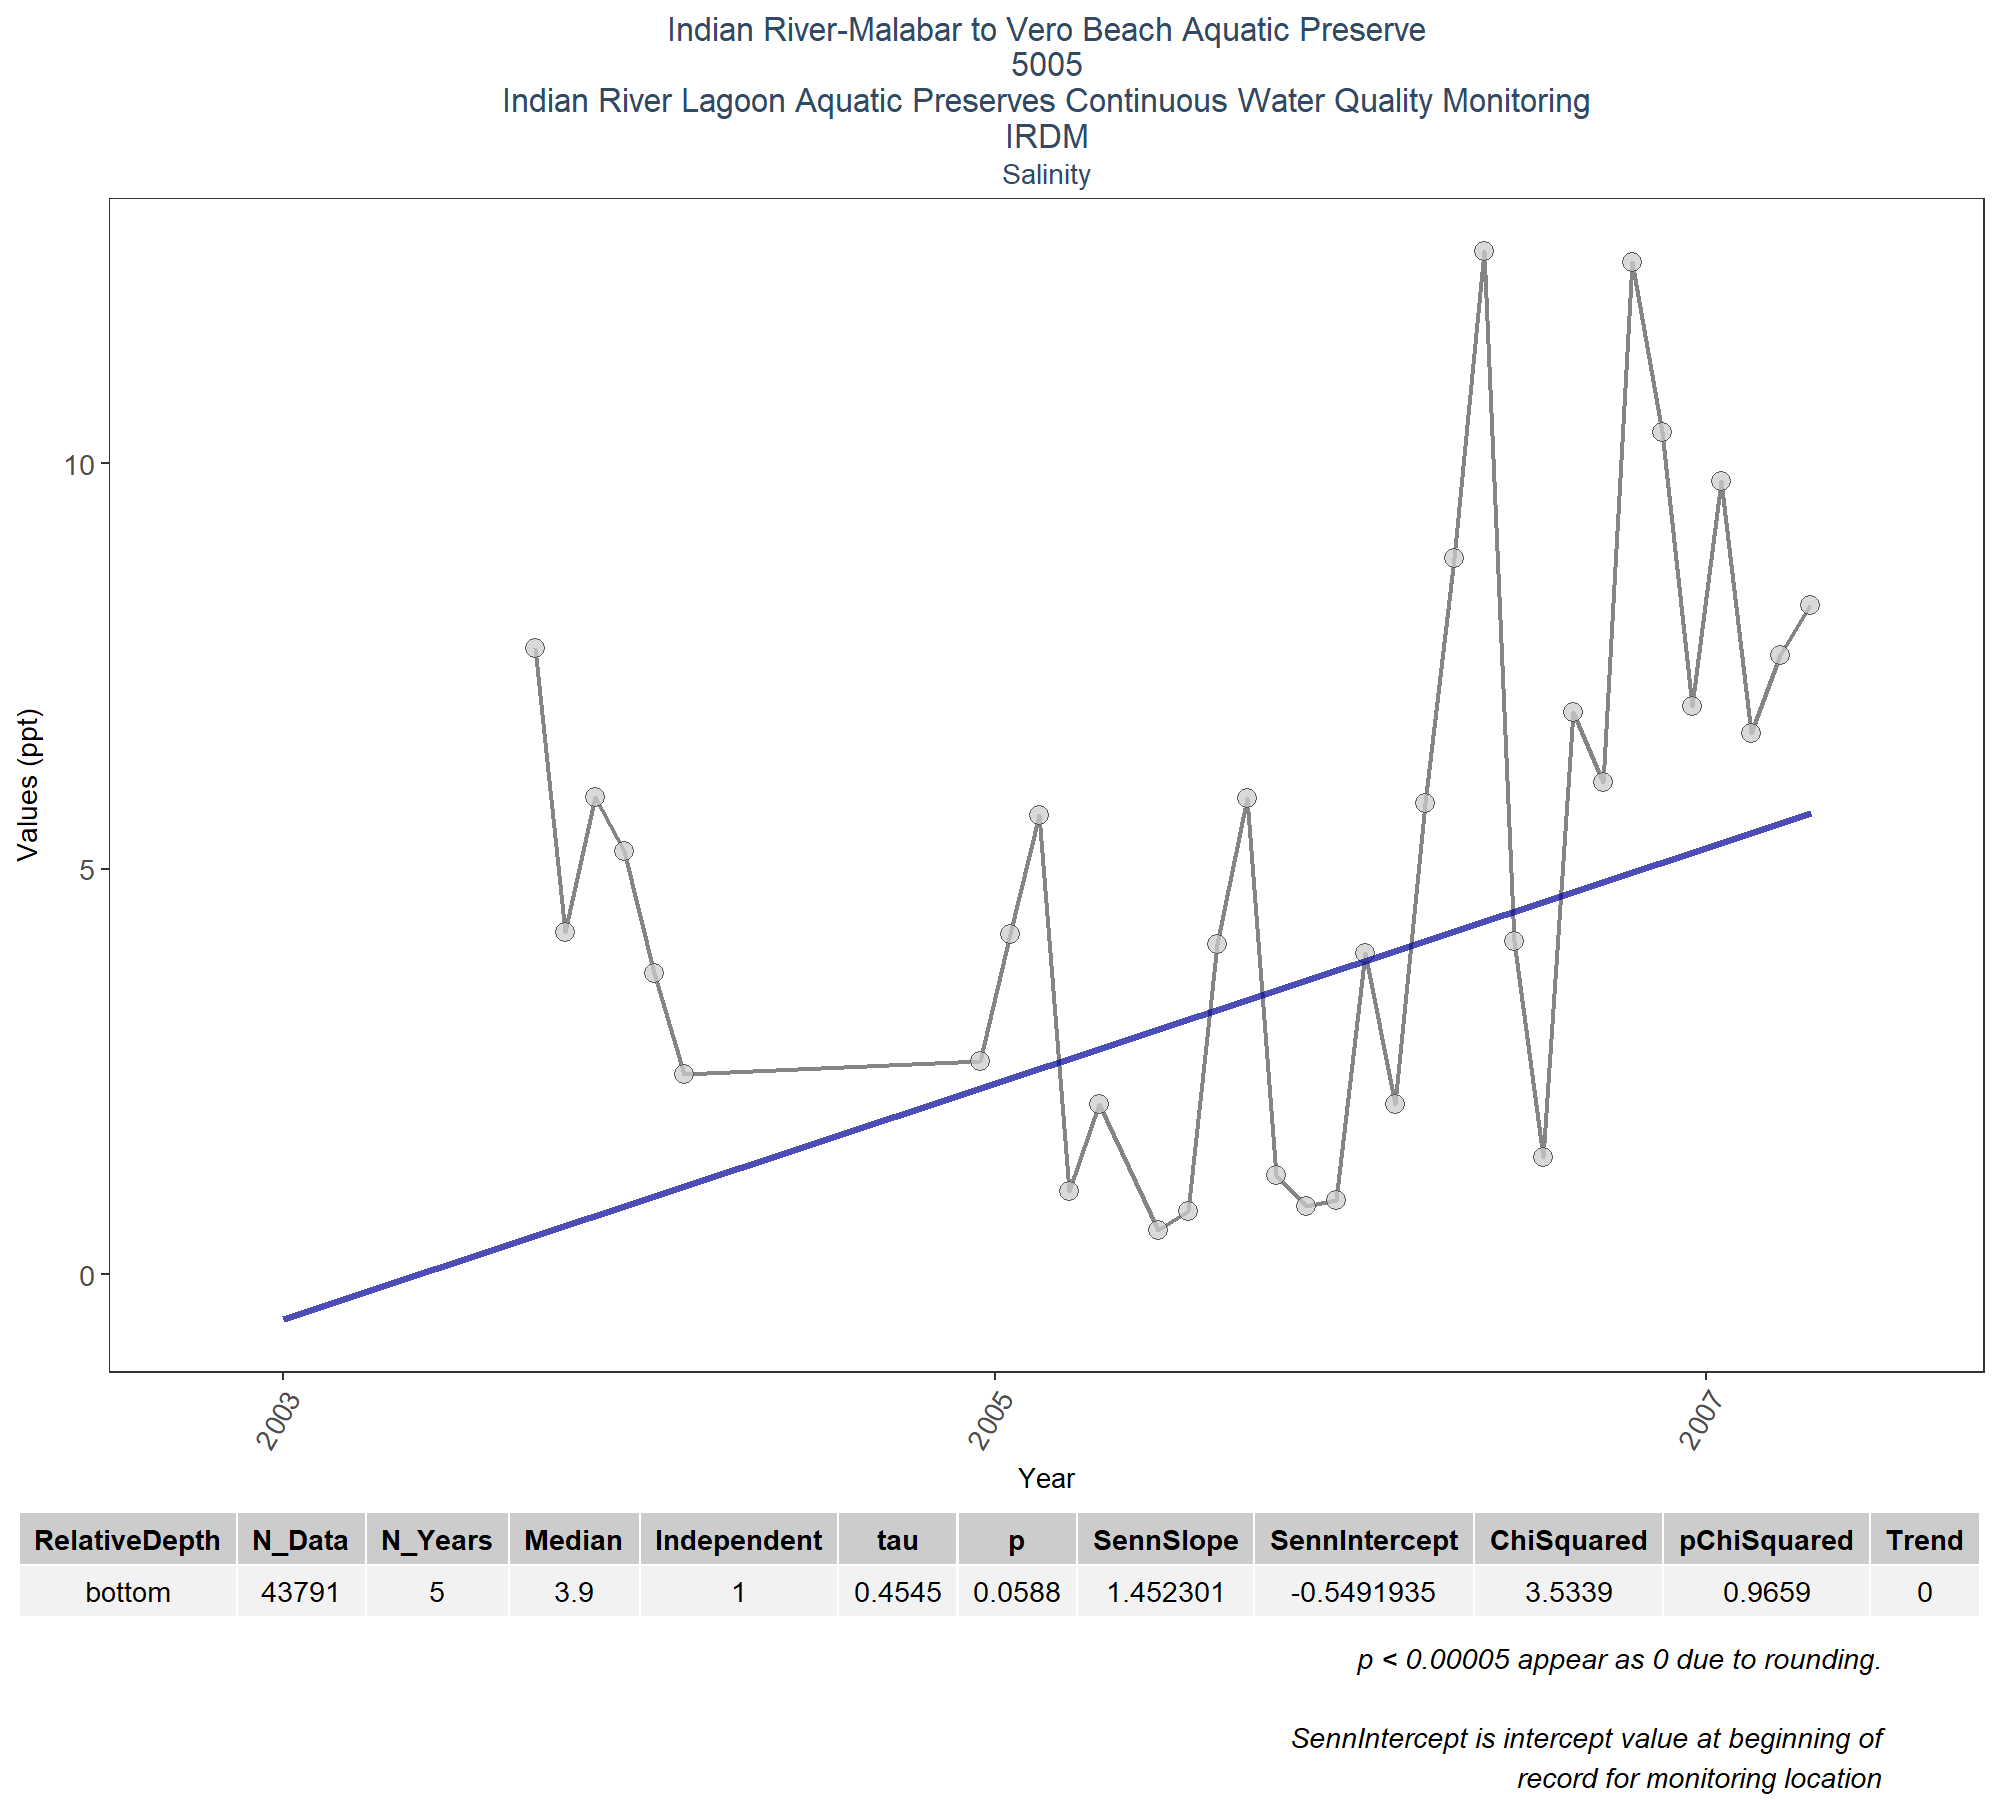 Indian River-Malabar to Vero Beach Aquatic Preserve
5005
Indian River Lagoon Aquatic Preserves Continuous Water Quality Monitoring
IRDM
Salinity
Values (ppt)
10
5
0
2003
2005
2007
Year
RelativeDepth N_Data N_Years Median Independent tau p SennSlope SennIntercept ChiSquared pChiSquared Trend
bottom 43791 5 3.9 1 0.4545 0.0588 1.452301 -0.5491935 3.5339 0.9659 0
p < 0.00005 appear as 0 due to rounding.
SennIntercept is intercept value at beginning of
record for monitoring location